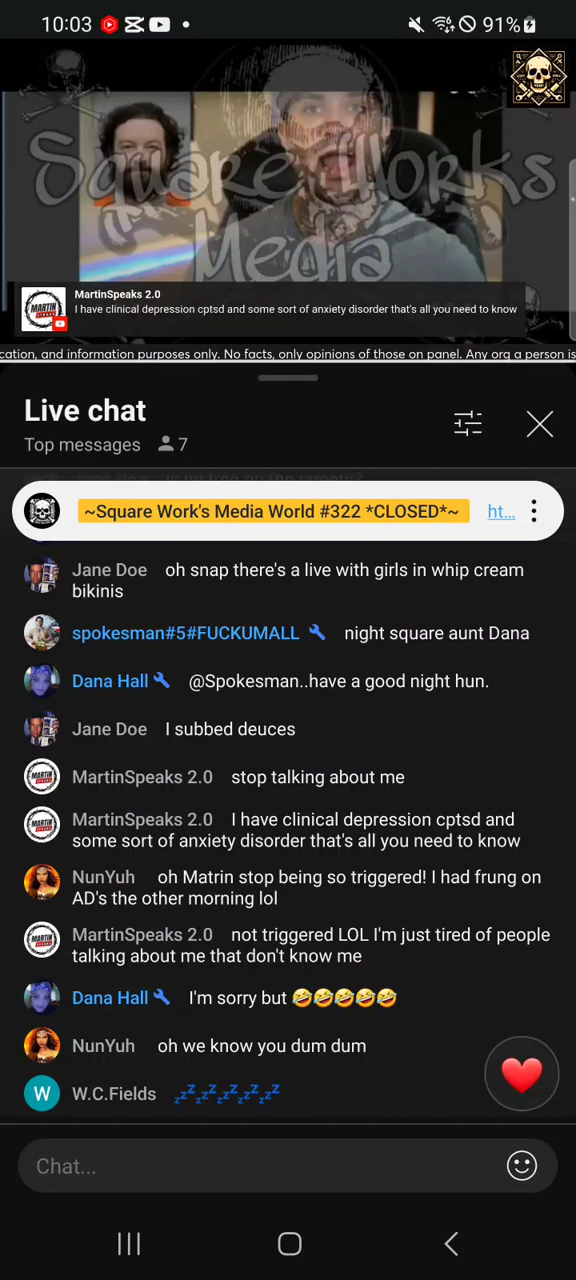 10:03
91%
Square Works
Media
MARTIN
SPEAKS
MartinSpeaks 2.0
I have clinical depression cptsd and some sort of anxiety disorder that's all you need to know
cation, and information purposes only. No facts, only opinions of those on panel. Any org a person is
Live chat
Top messages 7
~Square Work's Media World #322 *CLOSED*~ ht...
Jane Doe oh snap there's a live with girls in whip cream
bikinis
spokesman#5#FUCKUMALL night square aunt Dana
Dana Hall @Spokesman..have a good night hun.
Jane Doe I subbed deuces
MARTIN
MartinSpeaks 2.0 stop talking about me
MARTIN
MartinSpeaks 2.0 I have clinical depression cptsd and
some sort of anxiety disorder that's all you need to know
NunYuh oh Matrin stop being so triggered! I had frung on
AD's the other morning lol
MARTIN
MartinSpeaks 2.0 not triggered LOL I'm just tired of people
talking about me that don't know me
Dana Hall I'm sorry but 🤣🤣🤣🤣🤣
NunYuh oh we know you dum dum
W W.C.Fields 💤💤💤💤💤
Chat...